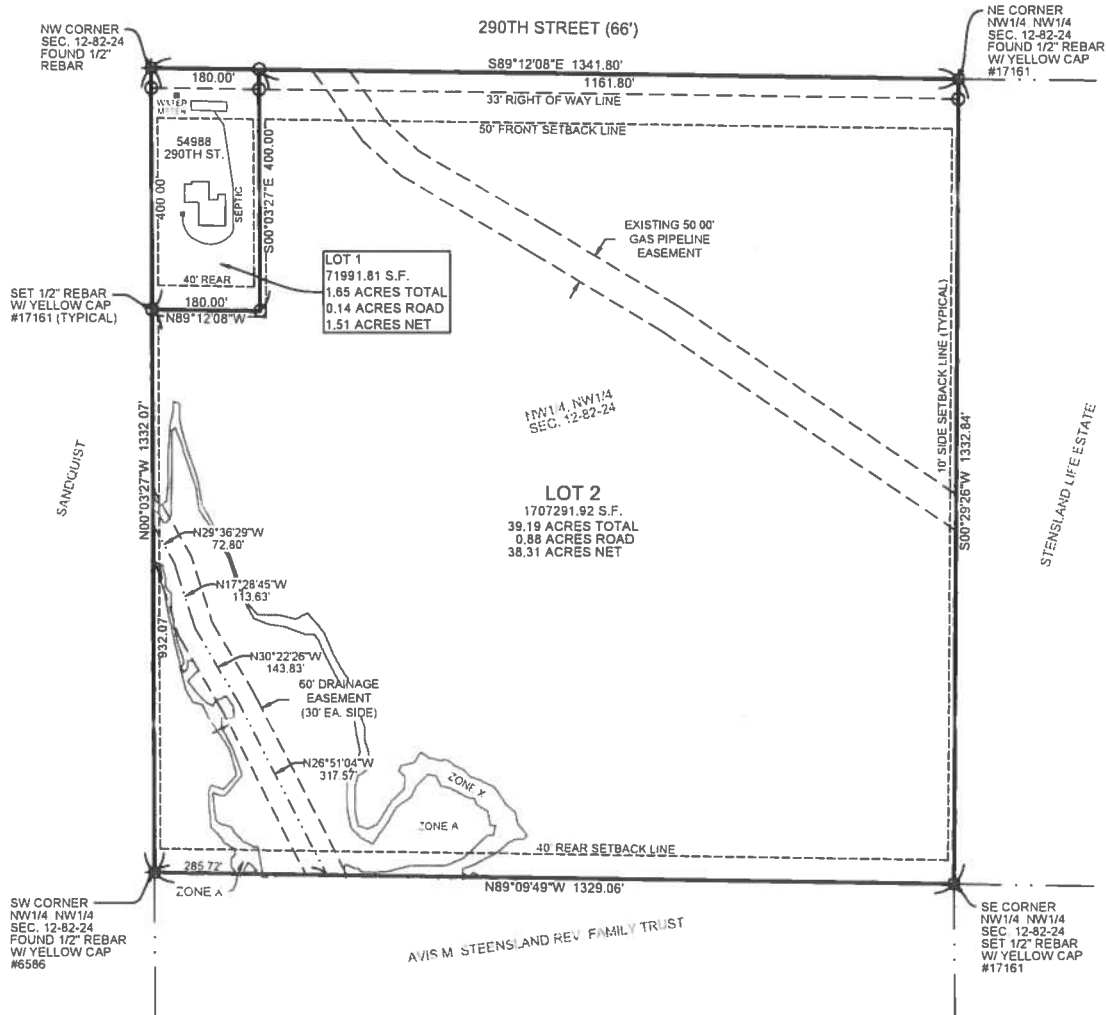 290TH STREET (66')
NW CORNER
SEC. 12-82-24
FOUND 1/2"
REBAR
NE CORNER
NW1/4 NW1/4
SEC. 12-82-24
FOUND 1/2" REBAR
W/ YELLOW CAP
#17161
S89°12'08"E 1341.80'
180.00'
1161.80'
33' RIGHT OF WAY LINE
50' FRONT SETBACK LINE
WATER
METER
54988
290TH ST.
SEPTIC
400.00'
S00°03'27"E 400.00'
40' REAR
180.00'
N89°12'08"W
SET 1/2" REBAR
W/ YELLOW CAP
#17161 (TYPICAL)
LOT 1
71991.81 S.F.
1.65 ACRES TOTAL
0.14 ACRES ROAD
1.51 ACRES NET
EXISTING 50.00'
GAS PIPELINE
EASEMENT
10' SIDE SETBACK LINE (TYPICAL)
S00°29'26"W 1332.84'
NW1/4, NW1/4
SEC. 12-82-24
SANDQUIST
N00°03'27"W 1332.07'
STENSLAND LIFE ESTATE
LOT 2
1707291.92 S.F.
39.19 ACRES TOTAL
0.88 ACRES ROAD
38.31 ACRES NET
N29°36'29"W
72.80'
N17°28'45"W
113.63'
932.07
N30°22'26"W
143.83'
60' DRAINAGE
EASEMENT
(30' EA. SIDE)
N26°51'04"W
317.57'
ZONE X
ZONE A
40' REAR SETBACK LINE
285.72'
ZONE X
N89°09'49"W 1329.06'
SW CORNER
NW1/4 NW1/4
SEC. 12-82-24
FOUND 1/2" REBAR
W/ YELLOW CAP
#6586
AVIS M. STEENSLAND REV. FAMILY TRUST
SE CORNER
NW1/4 NW1/4
SEC. 12-82-24
SET 1/2" REBAR
W/ YELLOW CAP
#17161